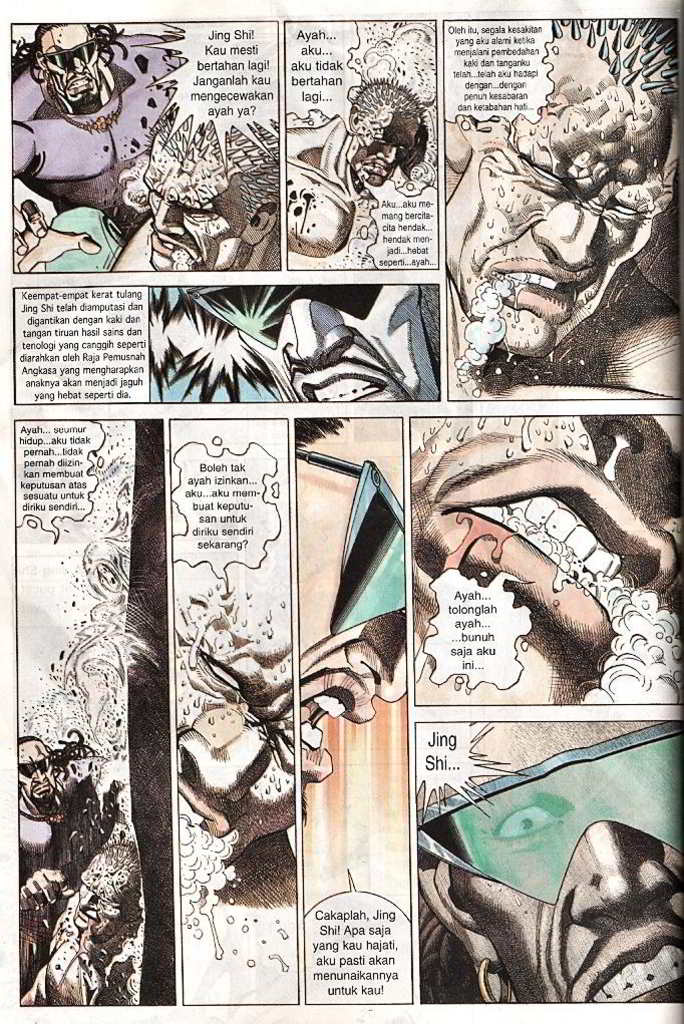 Jing Shi!
Kau mesti
bertahan lagi!
Janganlah kau
mengecewakan
ayah ya?
Ayah...
aku...
aku tidak
bertahan
lagi...
Aku...aku me-
mang bercita-
cita hendak...
hendak men-
jadi...hebat
seperti...ayah...
Oleh itu, segala kesakitan
yang aku alami ketika
menjalani pembedahan
kaki dan tanganku
telah...telah aku hadapi
dengan...dengan
penuh kesabaran
dan ketabahan hati...
Keempat-empat kerat tulang
Jing Shi telah diamputasi dan
digantikan dengan kaki dan
tangan tiruan hasil sains dan
tenologi yang canggih seperti
diarahkan oleh Raja Pemusnah
Angkasa yang mengharapkan
anaknya akan menjadi jaguh
yang hebat seperti dia.
Ayah... seumur
hidup...aku tidak
pernah...tidak
pernah diizin-
kan membuat
keputusan atas
sesuatu untuk
diriku sendiri...
Boleh tak
ayah izinkan...
aku...aku mem-
buat keputu-
san untuk
diriku sendiri
sekarang?
Cakaplah, Jing
Shi! Apa saja
yang kau hajati,
aku pasti akan
menunaikannya
untuk kau!
Ayah...
tolonglah
ayah...
...bunuh
saja aku
ini...
Jing
Shi...